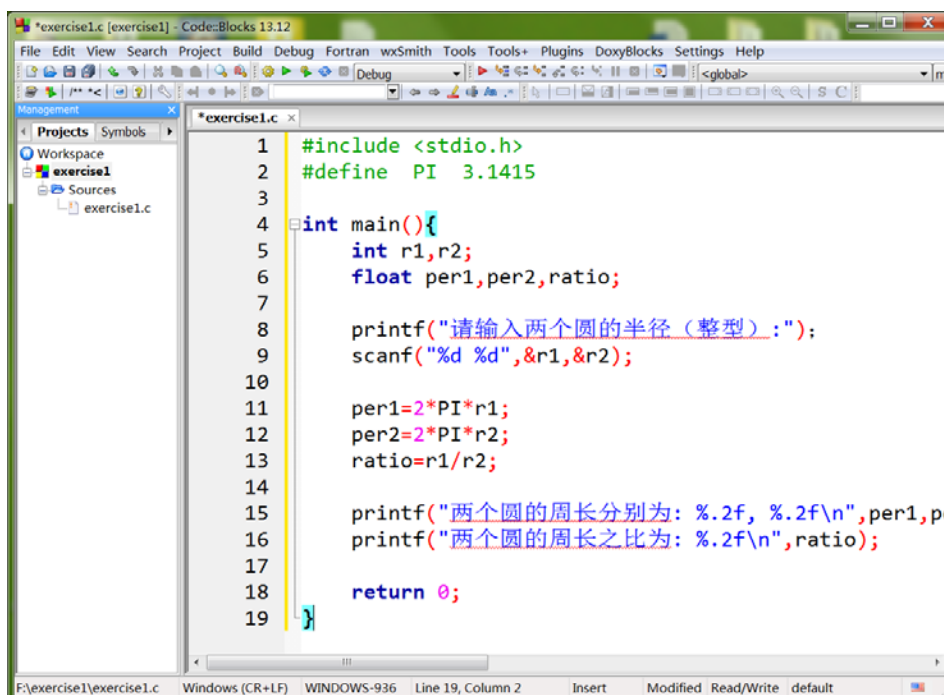 *exercise1.c [exercise1] - Code::Blocks 13.12
File Edit View Search Project Build Debug Fortran wxSmith Tools Tools+ Plugins DoxyBlocks Settings Help
Debug <global> m
/** *< S C
Management
Projects Symbols
*exercise1.c ×
Workspace
exercise1
Sources
exercise1.c
1 #include <stdio.h>
2 #define PI 3.1415
3
4 int main(){
5 int r1,r2;
6 float per1,per2,ratio;
7
8 printf("请输入两个圆的半径（整型）:")；
9 scanf("%d %d",&r1,&r2);
10
11 per1=2*PI*r1;
12 per2=2*PI*r2;
13 ratio=r1/r2;
14
15 printf("两个圆的周长分别为: %.2f, %.2f\n",per1,p
16 printf("两个圆的周长之比为: %.2f\n",ratio);
17
18 return 0;
19 }
F:\exercise1\exercise1.c Windows (CR+LF) WINDOWS-936 Line 19, Column 2 Insert Modified Read/Write default